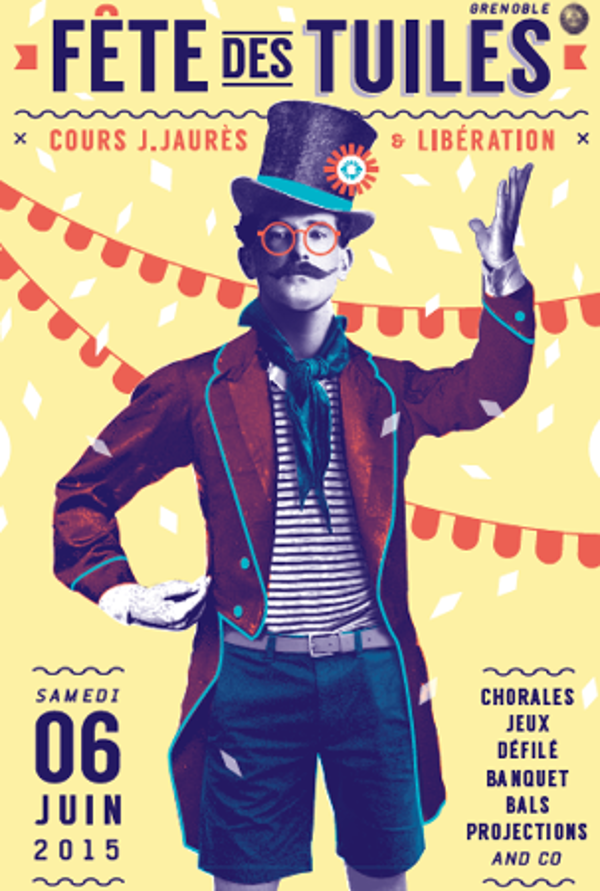 GRENOBLE
FÊTE DES TUILES
× COURS J.JAURÈS & LIBÉRATION ×
SAMEDI
06
JUIN
2015
CHORALES
JEUX
DÉFILÉ
BANQUET
BALS
PROJECTIONS
AND CO